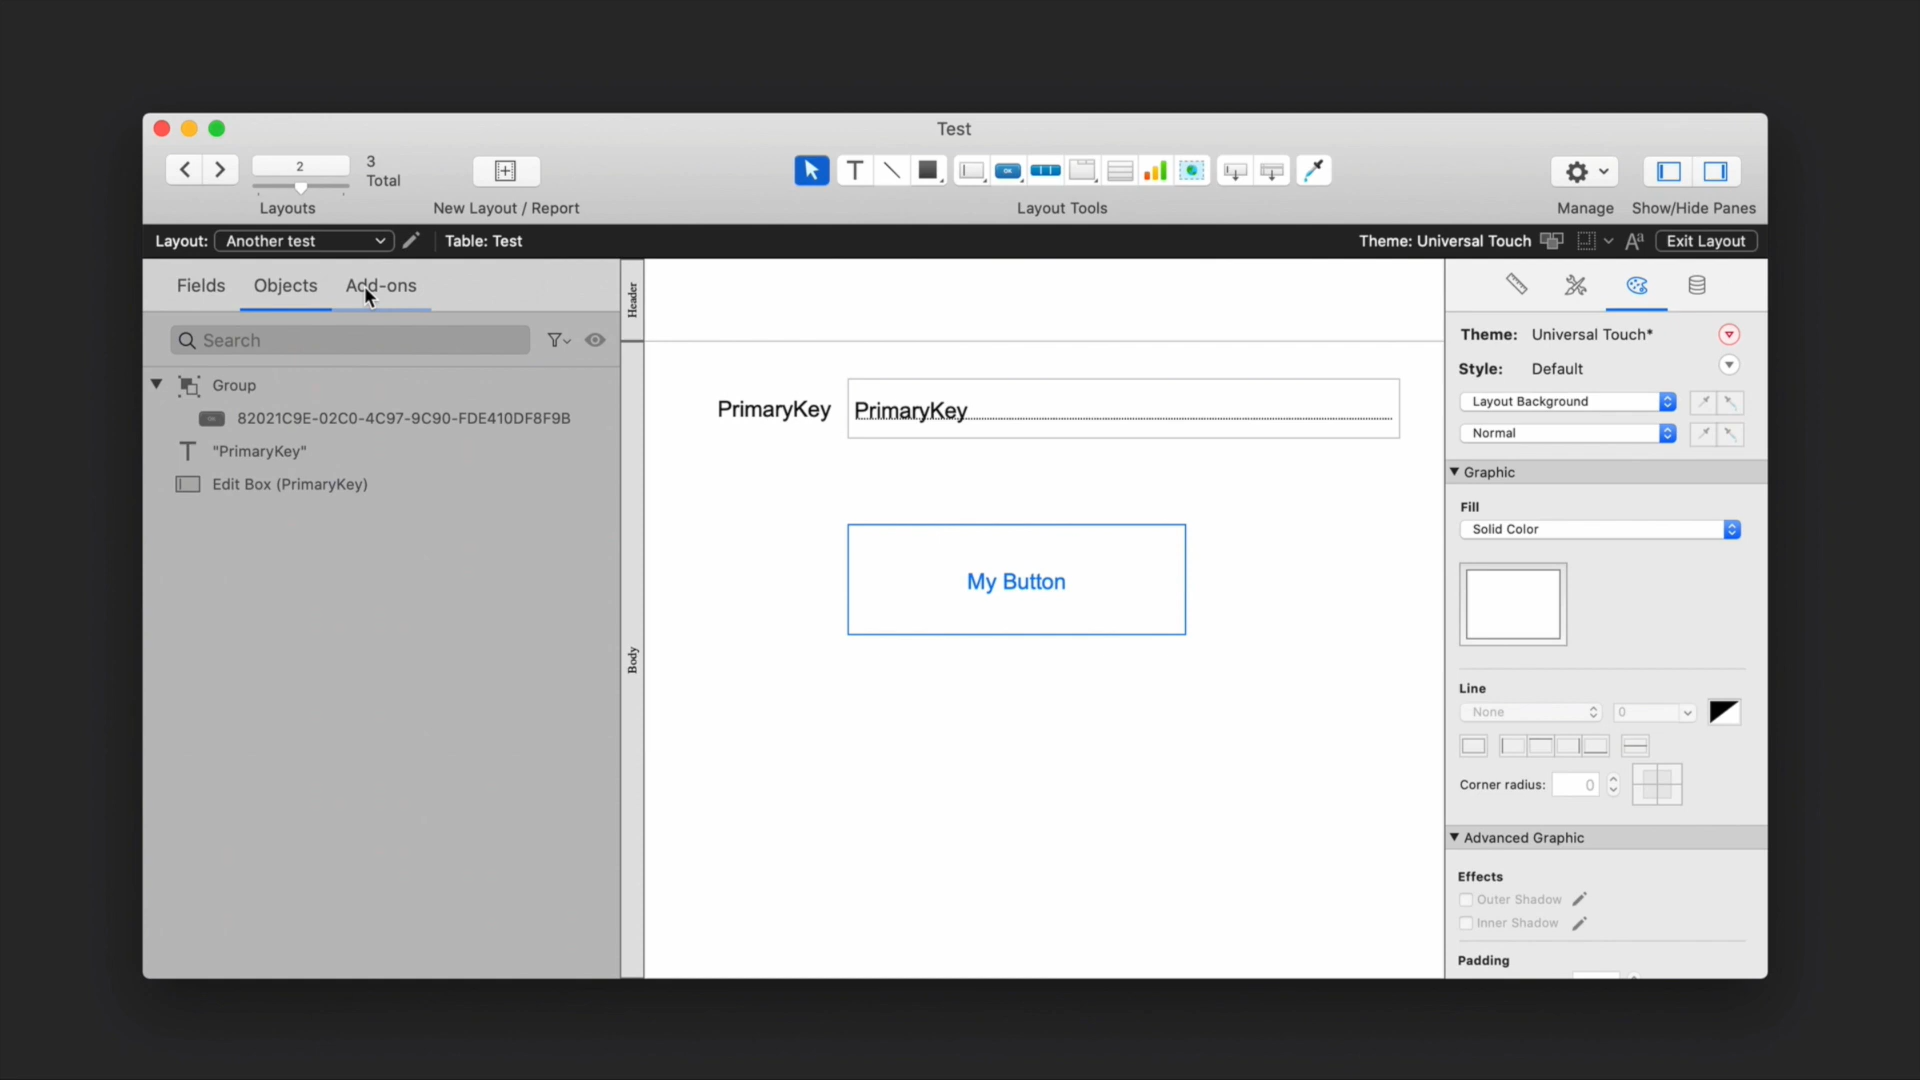 Test
2
3
Total
Layouts
New Layout / Report
OK
Layout Tools
Manage
Show/Hide Panes
Layout: Another test
Table: Test
Theme: Universal Touch
Exit Layout
Fields
Objects
Add-ons
Search
Group
82021C9E-02C0-4C97-9C90-FDE410DF8F9B
"PrimaryKey"
Edit Box (PrimaryKey)
Header
Body
PrimaryKey
PrimaryKey
My Button
Theme: Universal Touch*
Style: Default
Layout Background
Normal
Graphic
Fill
Solid Color
Line
None
0
Corner radius: 0
Advanced Graphic
Effects
Outer Shadow
Inner Shadow
Padding